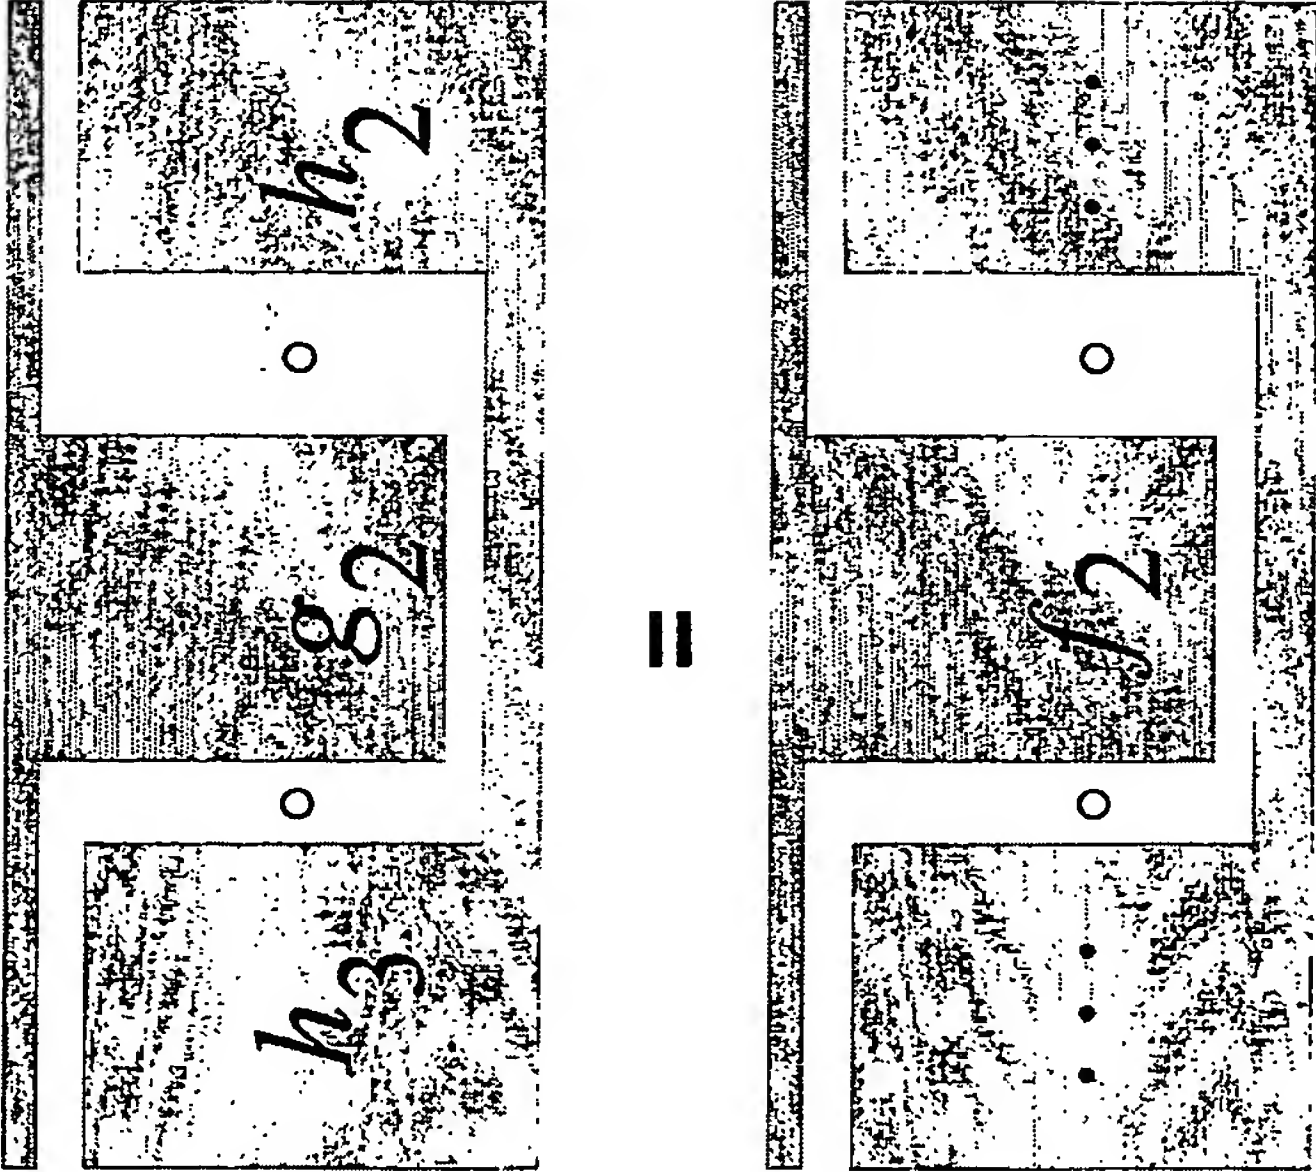 h₃ ○ g₂ ○ h₂
=
• • • ○ f₂ ○ • • •